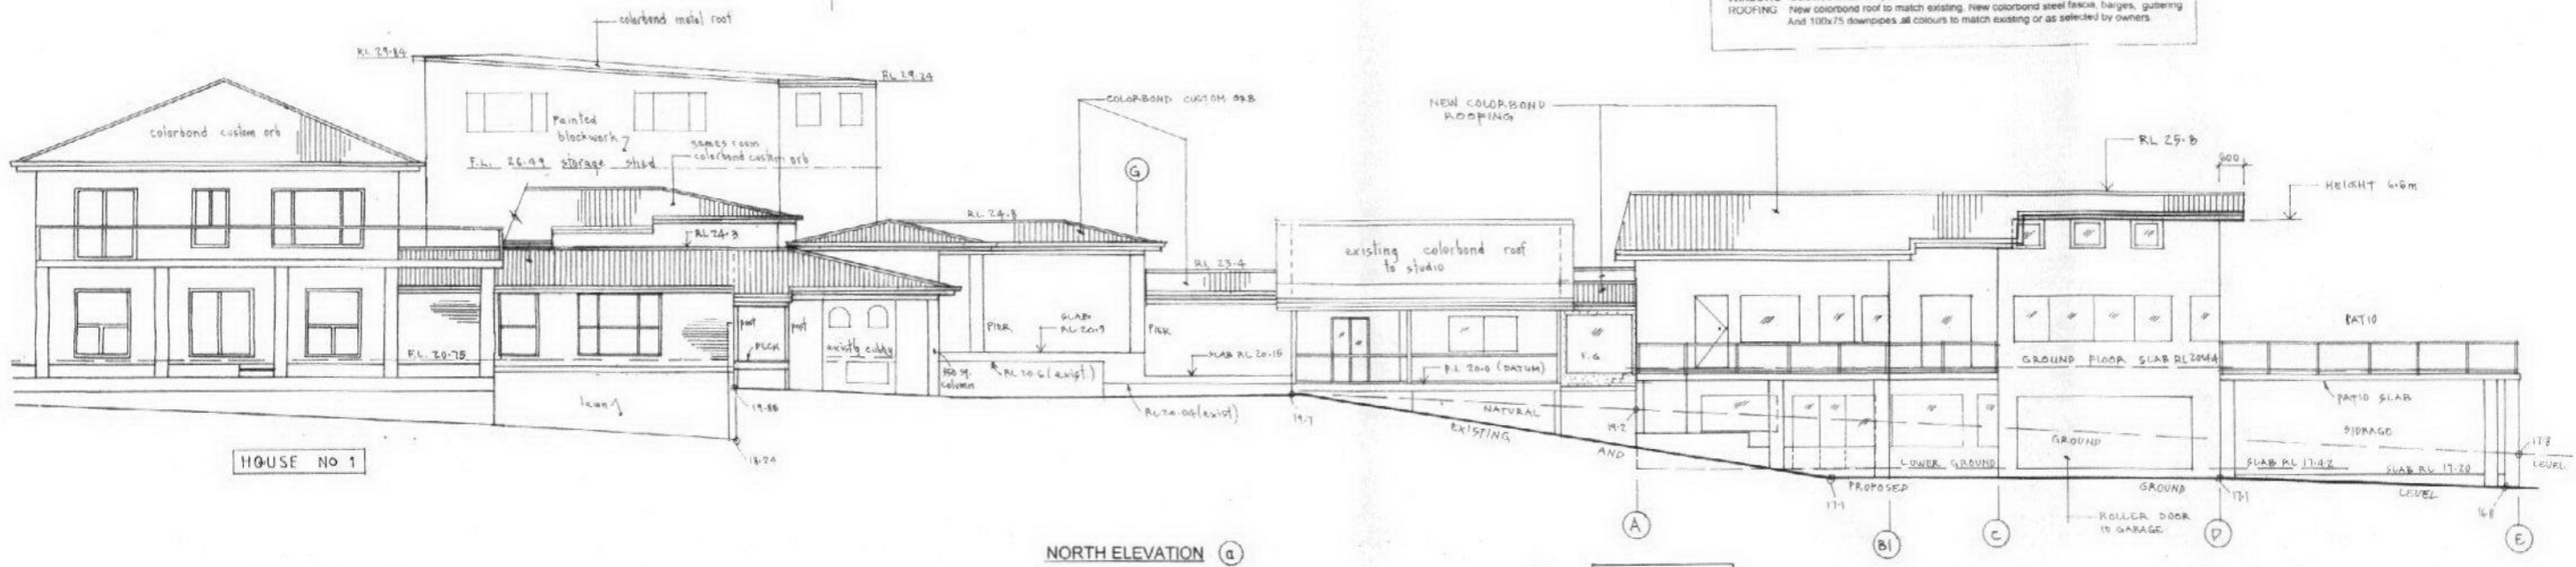 ROOFING New colorbond roof to match existing. New colorbond steel fascia, barges, guttering
And 100x75 downpipes all colours to match existing or as selected by owners.
colorbond metal roof
RL 29.84
RL 29.24
colorbond custom orb
Painted
blockwork
games room
colorbond custom orb
F.L. 26.49 storage shed
COLORBOND CUSTOM ORB
G
NEW COLORBOND
ROOFING
RL 25.8
600
HEIGHT 6.6m
RL 24.3
RL 24.3
RL 23.4
existing colorbond roof
to studio
F.L. 20.75
post
post
DECK
existg cubby
350 sq.
column
PIER
SLAB
RL 20.9
PIER
RL 20.6 (exist.)
SLAB RL 20.15
RL 20.04 (exist)
R.L 20.0 (DATUM)
F.G
GROUND FLOOR SLAB RL 20.44
PATIO
PATIO SLAB
lawn
19.88
18.24
19.7
NATURAL
EXISTING
AND
19.2
GROUND
STORAGE
17.8
LEVEL
LOWER GROUND
SLAB RL 17.42
SLAB RL 17.20
PROPOSED
GROUND
LEVEL
17.1
17.1
16.8
ROLLER DOOR
TO GARAGE
A
B1
C
D
E
HOUSE NO 1
NORTH ELEVATION a